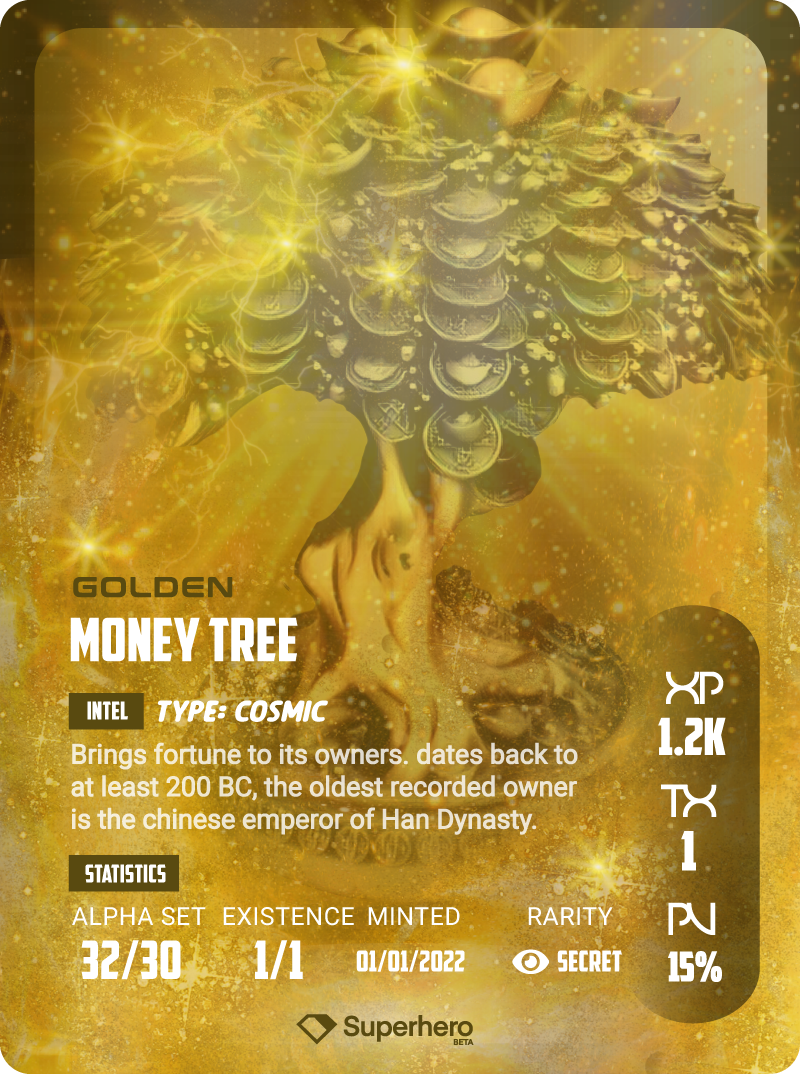 GOLDEN
MONEY TREE
INTEL TYPE: COSMIC
Brings fortune to its owners. dates back to
at least 200 BC, the oldest recorded owner
is the chinese emperor of Han Dynasty.
STATISTICS
ALPHA SET EXISTENCE MINTED RARITY
32/30 1/1 01/01/2022 SECRET
XP
1.2K
TX
1
PV
15%
Superhero
BETA